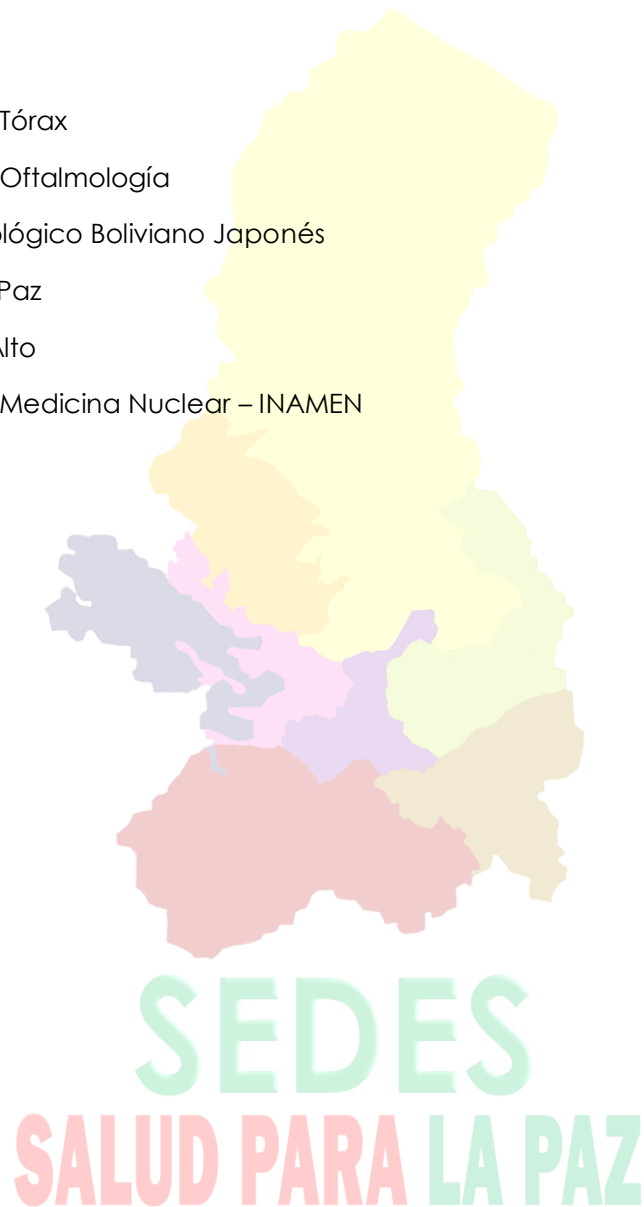 Tórax
Oftalmología
lógico Boliviano Japonés
Paz
Alto
Medicina Nuclear – INAMEN
SEDES
SALUD PARA LA PAZ